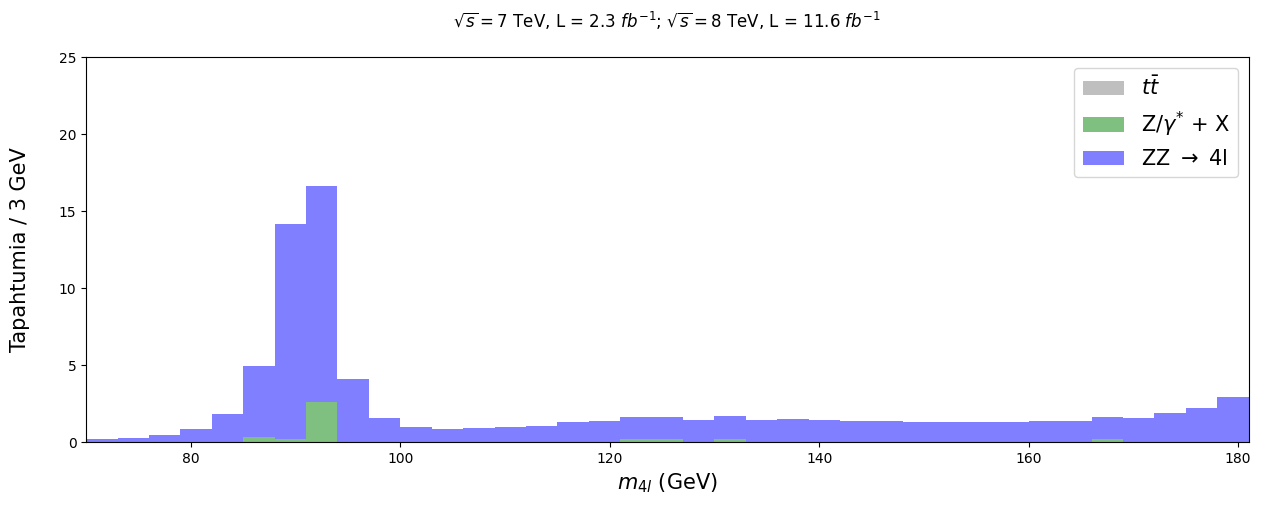 √s = 7 TeV, L = 2.3 fb⁻¹; √s = 8 TeV, L = 11.6 fb⁻¹
25
20
15
10
5
0
Tapahtumia / 3 GeV
tt̄
Z/γ* + X
ZZ → 4l
80 100 120 140 160 180
m₄ₗ (GeV)